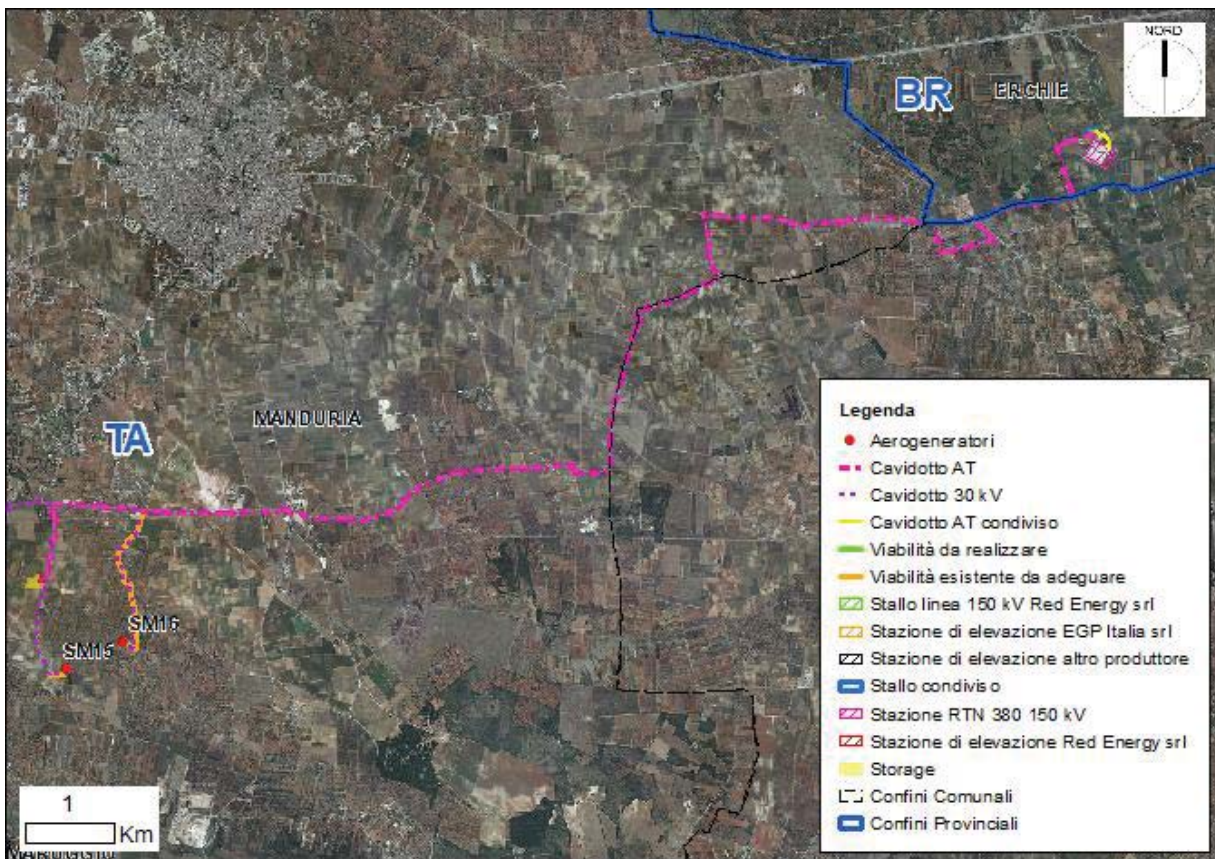 NORD
BR
ERCHIE
MANDURIA
TA
SM16
SM15
Legenda
Aerogeneratori
Cavidotto AT
Cavidotto 30 kV
Cavidotto AT condiviso
Viabilità da realizzare
Viabilità esistente da adeguare
Stallo linea 150 kV Red Energy srl
Stazione di elevazione EGP Italia srl
Stazione di elevazione altro produttore
Stallo condiviso
Stazione RTN 380 150 kV
Stazione di elevazione Red Energy srl
Storage
Confini Comunali
Confini Provinciali
1
Km
MARUGGIO